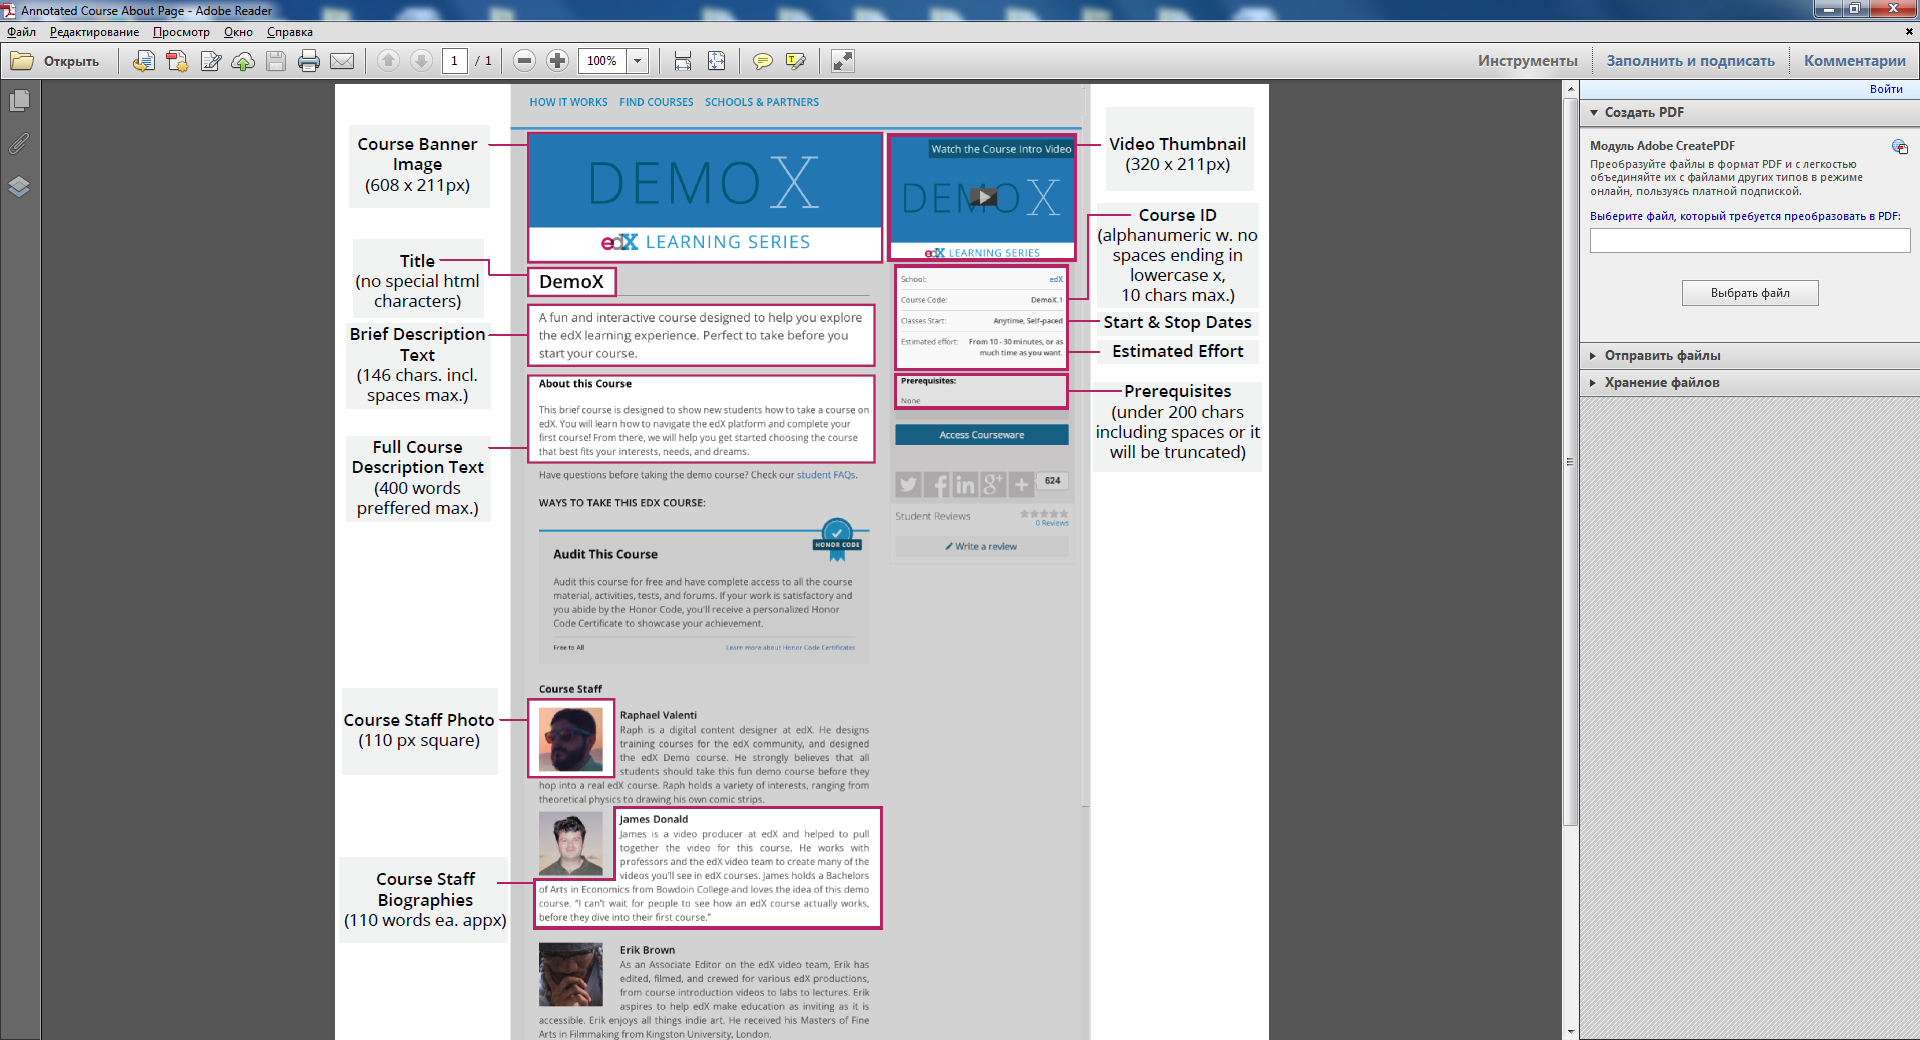 Annotated Course About Page - Adobe Reader
Файл Редактирование Просмотр Окно Справка
Открыть
1 / 1
100%
Инструменты
Заполнить и подписать
Комментарии
Войти
Создать PDF
Модуль Adobe CreatePDF
Преобразуйте файлы в формат PDF и с легкостью
объединяйте их с файлами других типов в режиме
онлайн, пользуясь платной подпиской.
Выберите файл, который требуется преобразовать в PDF:
Выбрать файл
Отправить файлы
Хранение файлов
HOW IT WORKS FIND COURSES SCHOOLS & PARTNERS
Course Banner
Image
(608 x 211px)
Title
(no special html
characters)
Brief Description
Text
(146 chars. incl.
spaces max.)
Full Course
Description Text
(400 words
preffered max.)
Course Staff Photo
(110 px square)
Course Staff
Biographies
(110 words ea. appx)
DEMOX
edX LEARNING SERIES
DemoX
A fun and interactive course designed to help you explore
the edX learning experience. Perfect to take before you
start your course.
About this Course
This brief course is designed to show new students how to take a course on
edX. You will learn how to navigate the edX platform and complete your
first course! From there, we will help you get started choosing the course
that best fits your interests, needs, and dreams.
Have questions before taking the demo course? Check our student FAQs.
WAYS TO TAKE THIS EDX COURSE:
HONOR CODE
Audit This Course
Audit this course for free and have complete access to all the course
material, activities, tests, and forums. If your work is satisfactory and
you abide by the Honor Code, you'll receive a personalized Honor
Code Certificate to showcase your achievement.
Free to All
Learn more about Honor Code Certificates
Course Staff
Raphael Valenti
Raph is a digital content designer at edX. He designs
training courses for the edX community, and designed
the edX Demo course. He strongly believes that all
students should take this fun demo course before they
hop into a real edX course. Raph holds a variety of interests, ranging from
theoretical physics to drawing his own comic strips.
James Donald
James is a video producer at edX and helped to pull
together the video for this course. He works with
professors and the edX video team to create many of the
videos you'll see in edX courses. James holds a Bachelors
of Arts in Economics from Bowdoin College and loves the idea of this demo
course. "I can't wait for people to see how an edX course actually works,
before they dive into their first course."
Erik Brown
As an Associate Editor on the edX video team, Erik has
edited, filmed, and crewed for various edX productions,
from course introduction videos to labs to lectures. Erik
aspires to help edX make education as inviting as it is
accessible. Erik enjoys all things indie art. He received his Masters of Fine
Arts in Filmmaking from Kingston University, London.
Watch the Course Intro Video
DEMOX
edX LEARNING SERIES
School: edX
Course Code: DemoX.1
Classes Start: Anytime, Self-paced
Estimated effort: From 10 - 30 minutes, or as
much time as you want.
Prerequisites:
None
Access Courseware
624
Student Reviews
0 Reviews
Write a review
Video Thumbnail
(320 x 211px)
Course ID
(alphanumeric w. no
spaces ending in
lowercase x,
10 chars max.)
Start & Stop Dates
Estimated Effort
Prerequisites
(under 200 chars
including spaces or it
will be truncated)